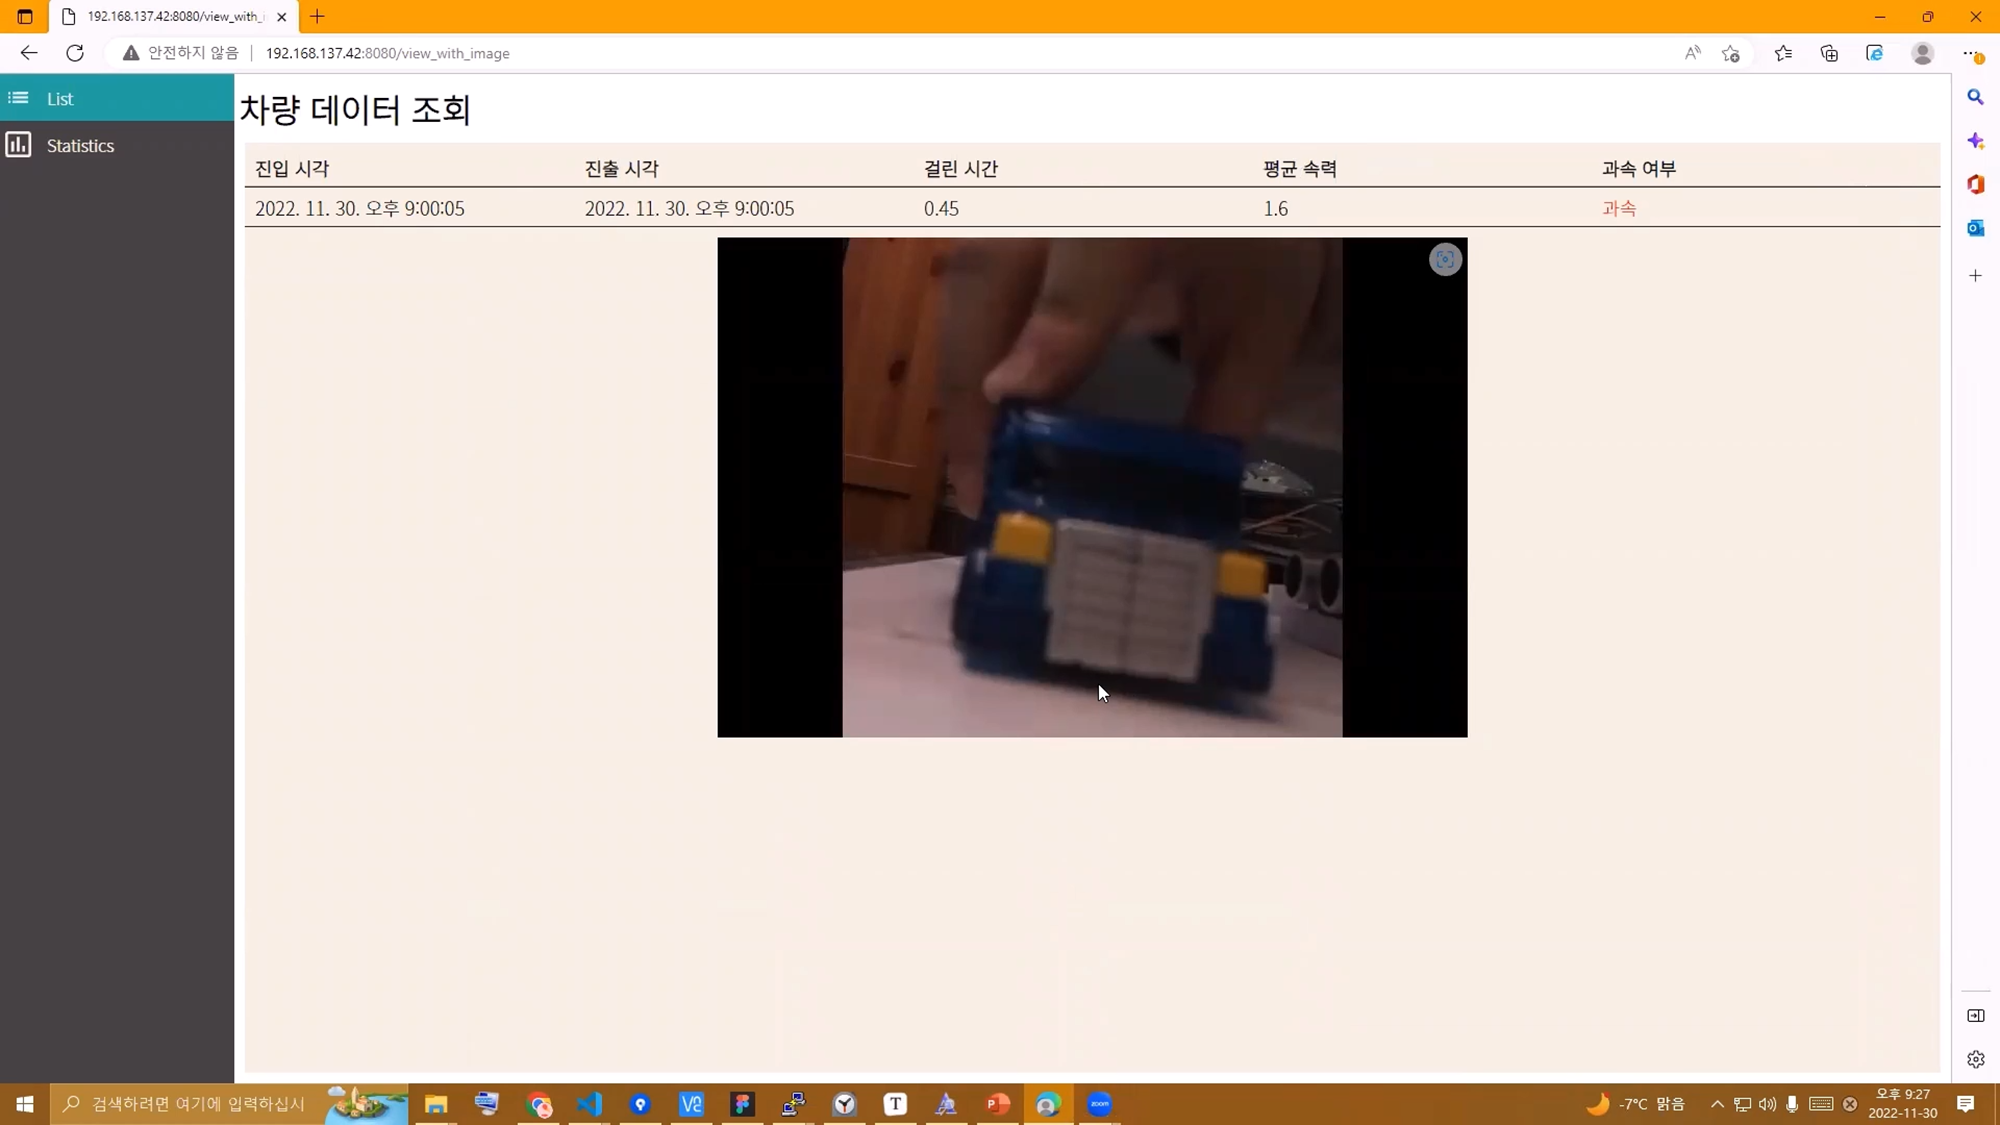 192.168.137.42:8080/view_with_i
안전하지 않음
192.168.137.42:8080/view_with_image
List
Statistics
차량 데이터 조회
진입 시각 진출 시각 걸린 시간 평균 속력 과속 여부
2022. 11. 30. 오후 9:00:05 2022. 11. 30. 오후 9:00:05 0.45 1.6 과속
검색하려면 여기에 입력하십시
zoom
-7°C 맑음
오후 9:27
2022-11-30